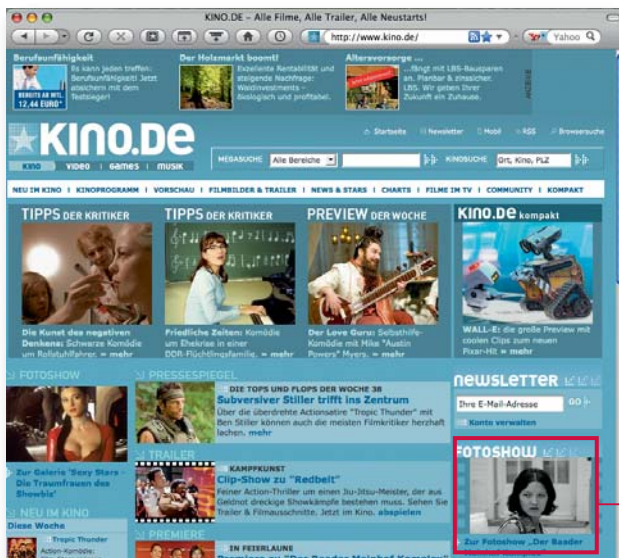 KINO.DE – Alle Filme, Alle Trailer, Alle Neustarts!
http://www.kino.de/
Yahoo
Berufsunfähigkeit
Es kann jeden treffen:
Berufsunfähigkeit! Jetzt
absichern mit dem
Testsieger!
BEREITS AB MTL.
12,44 EURO*
Der Holzmarkt boomt!
Exzellente Rentabilität und
steigende Nachfrage:
Waldinvestments –
ökologisch und profitabel.
Altersvorsorge ...
...fängt mit LBS-Bausparen
an. Planbar & zinssicher.
LBS. Wir geben Ihrer
Zukunft ein Zuhause.
ANZEIGE
KINO.DE
KINO VIDEO GAMES MUSIK
Startseite Newsletter Mobil RSS Browsersuche
MEGASUCHE Alle Bereiche KINOSUCHE Ort, Kino, PLZ
NEU IM KINO | KINOPROGRAMM | VORSCHAU | FILMBILDER & TRAILER | NEWS & STARS | CHARTS | FILME IM TV | COMMUNITY | KOMPAKT
TIPPS DER KRITIKER
Die Kunst des negativen
Denkens: Schwarze Komödie
um Rollstuhlfahrer. » mehr
TIPPS DER KRITIKER
Friedliche Zeiten: Komödie
um Ehekrise in einer
DDR-Flüchtlingsfamilie. » mehr
PREVIEW DER WOCHE
Der Love Guru: Selbsthilfe-
Komödie mit Mike "Austin
Powers" Myers. » mehr
KINO.DE kompakt
WALL-E: die große Preview mit
coolen Clips zum neuen
Pixar-Hit » mehr
FOTOSHOW
Zur Galerie 'Sexy Stars -
Die Traumfrauen des
Showbiz'
NEU IM KINO
Diese Woche
Tropic Thunder
Action-Komödie:
PRESSESPIEGEL
DIE TOPS UND FLOPS DER WOCHE 38
Subversiver Stiller trifft ins Zentrum
Über die überdrehte Actionsatire "Tropic Thunder" mit
Ben Stiller können auch die meisten Filmkritiker herzhaft
lachen. mehr
TRAILER
KAMPFKUNST
Clip-Show zu "Redbelt"
Feiner Action-Thriller um einen Jiu-Jitsu-Meister, der aus
Geldnot dreckige Showkämpfe bestehen muss. Sehen Sie
Trailer & Filmausschnitte. Jetzt im Kino. abspielen
PREMIERE
IN FEIERLAUNE
Premiere zu "Der Baader Meinhof Komplex"
NEWSLETTER
Ihre E-Mail-Adresse GO
Konto verwalten
FOTOSHOW
Zur Fotoshow „Der Baader